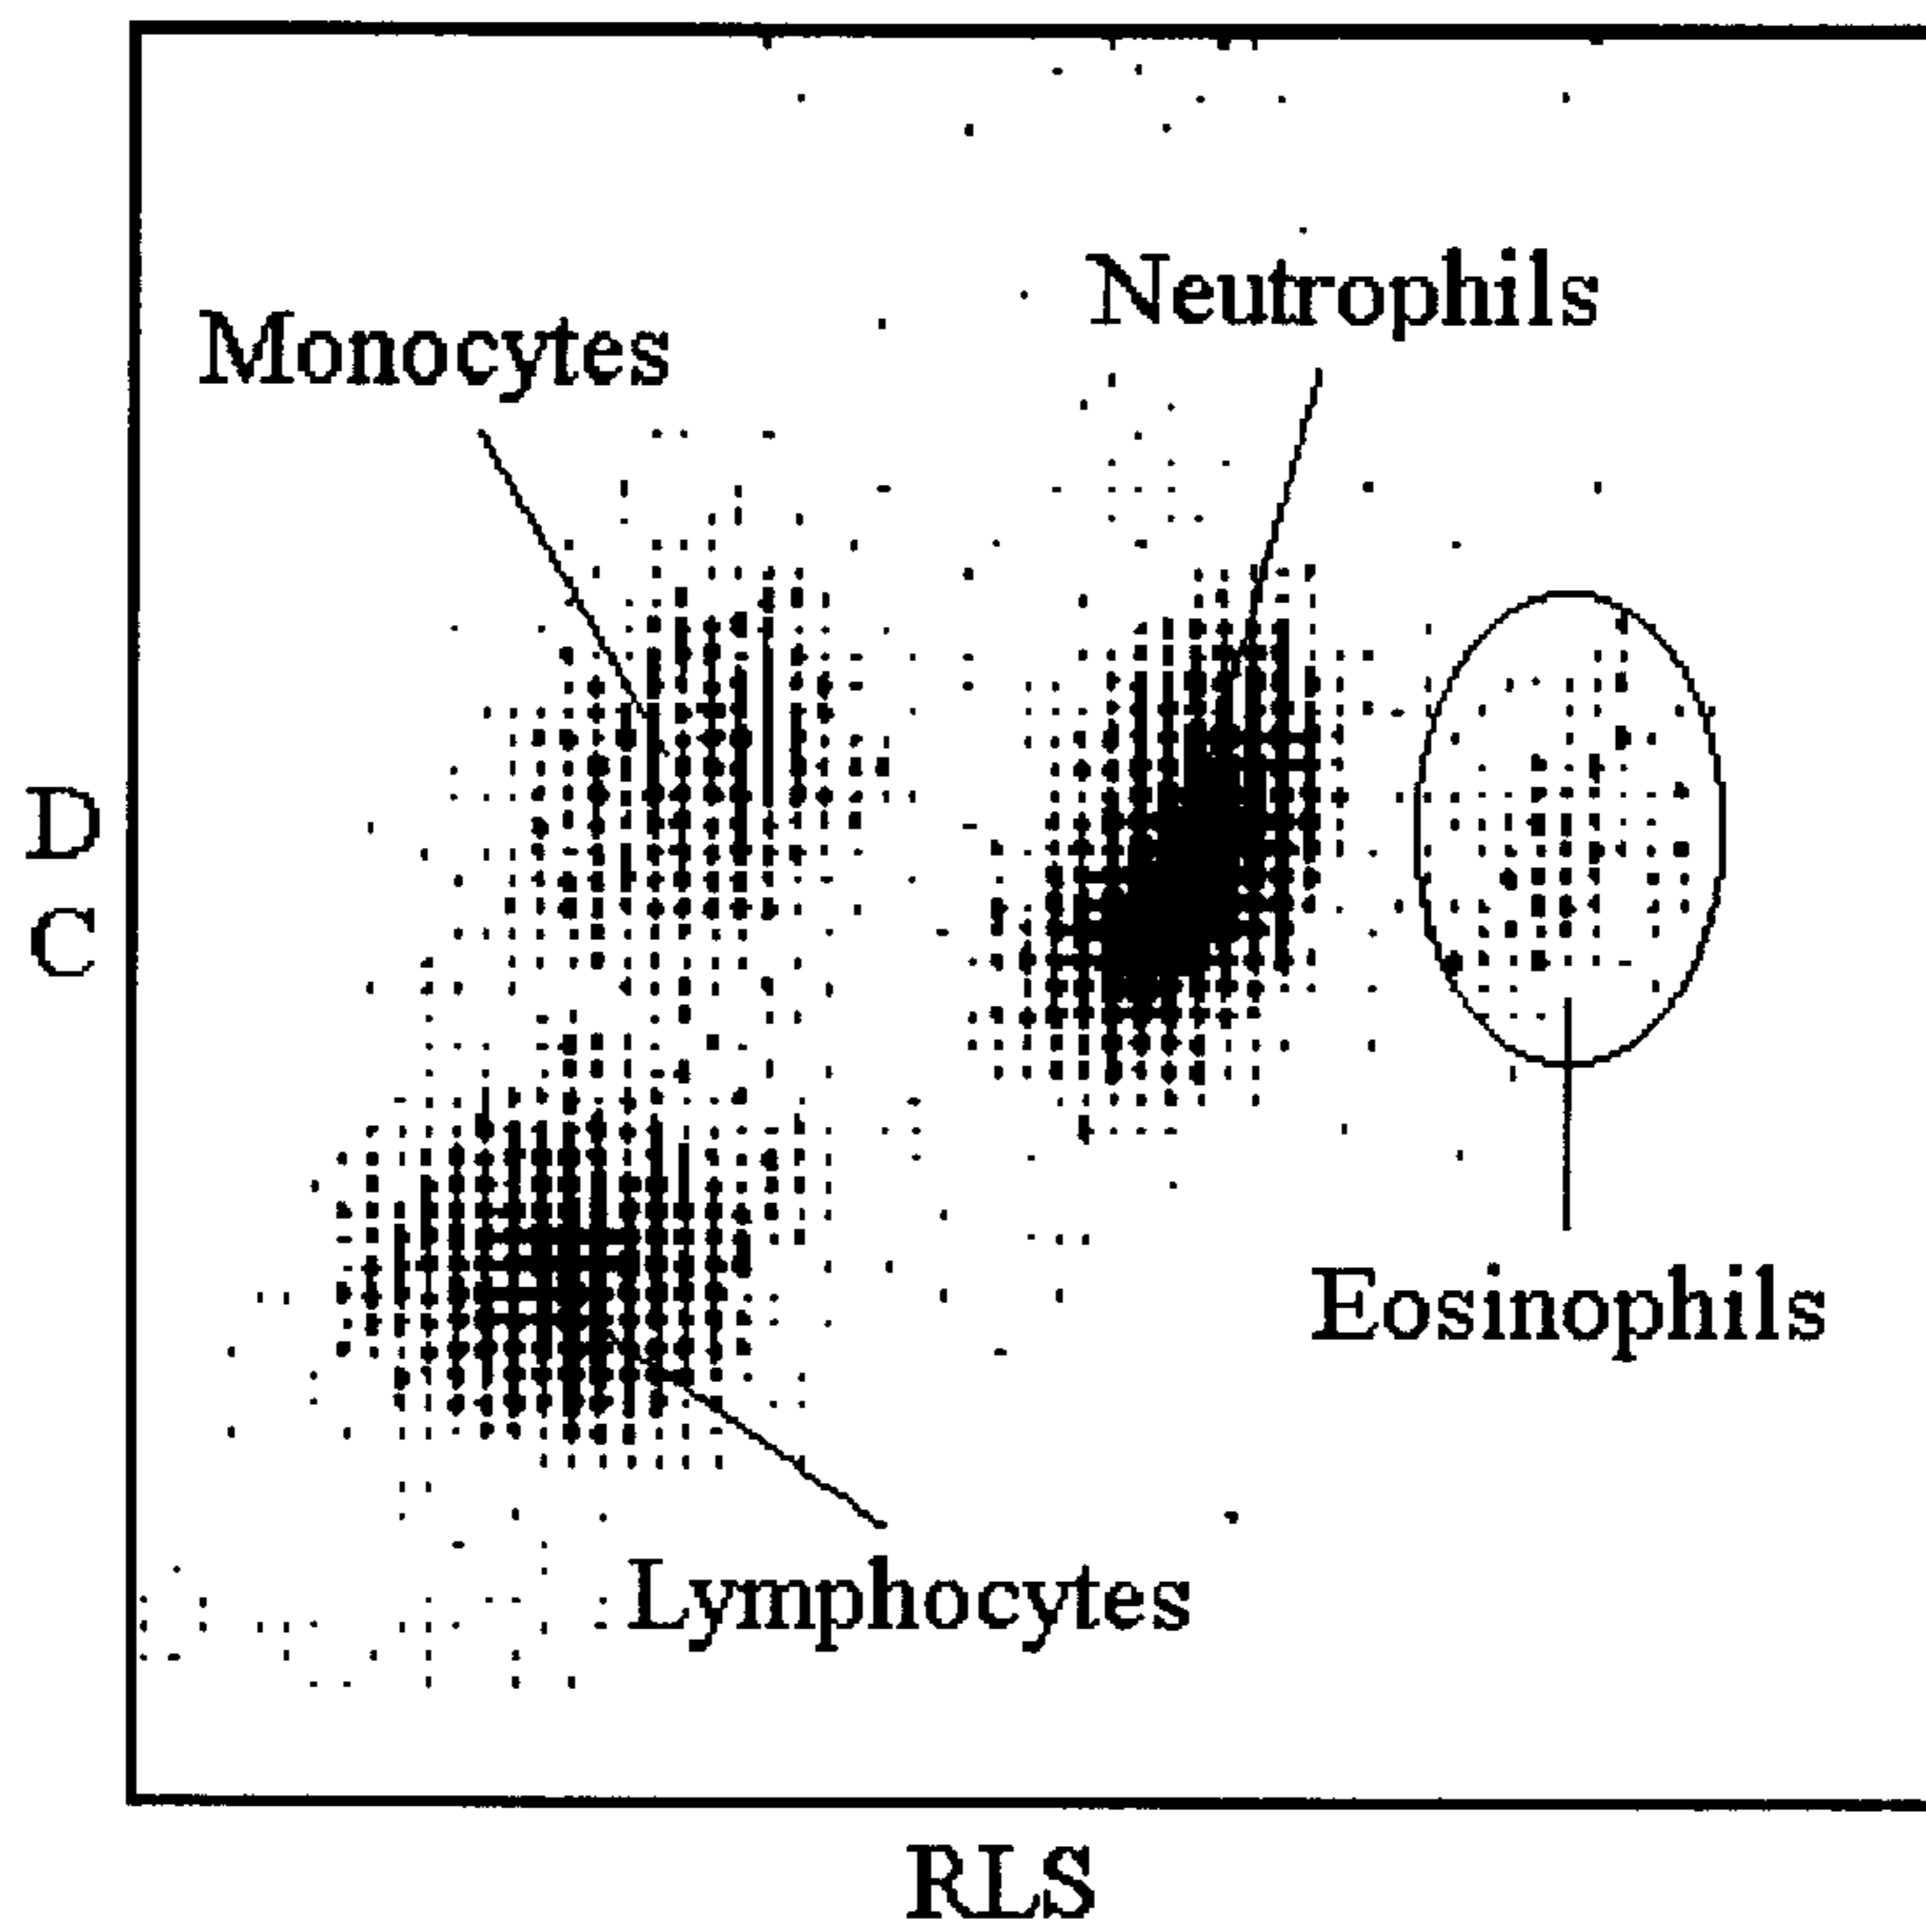 Neutrophils
Monocytes
D
C
Eosinophils
Lymphocytes
RLS